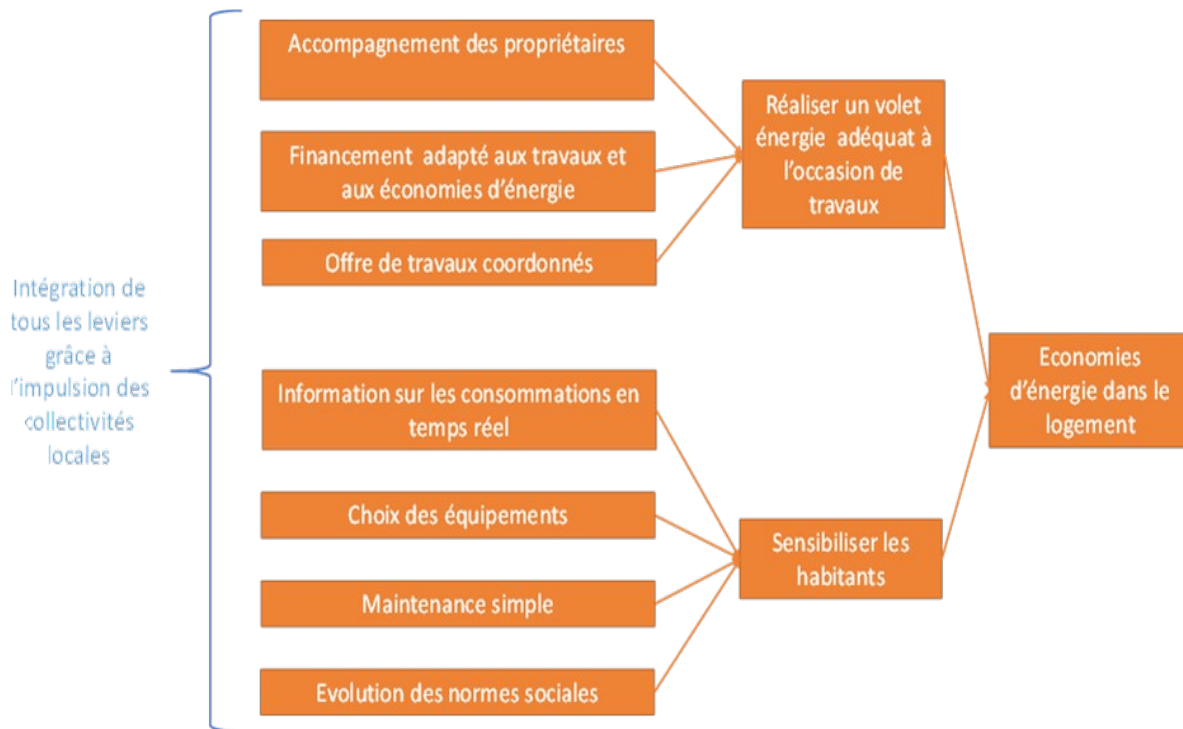 Accompagnement des propriétaires
Financement adapté aux travaux et
aux économies d'énergie
Offre de travaux coordonnés
Réaliser un volet
énergie adéquat à
l'occasion de
travaux
Intégration de
tous les leviers
grâce à
l'impulsion des
collectivités
locales
Information sur les consommations en
temps réel
Choix des équipements
Maintenance simple
Evolution des normes sociales
Sensibiliser les
habitants
Economies
d'énergie dans le
logement